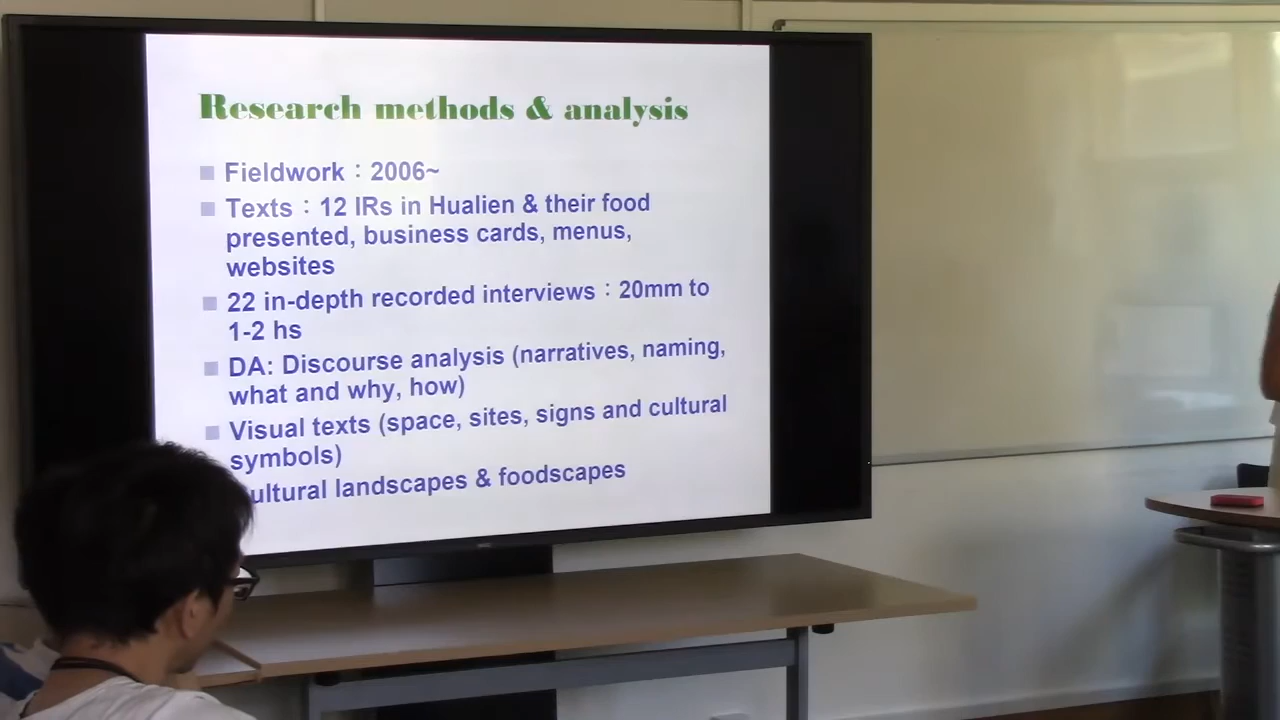 Research methods & analysis
Fieldwork：2006~
Texts：12 IRs in Hualien & their food
presented, business cards, menus,
websites
22 in-depth recorded interviews：20mm to
1-2 hs
DA: Discourse analysis (narratives, naming,
what and why, how)
Visual texts (space, sites, signs and cultural
symbols)
ultural landscapes & foodscapes